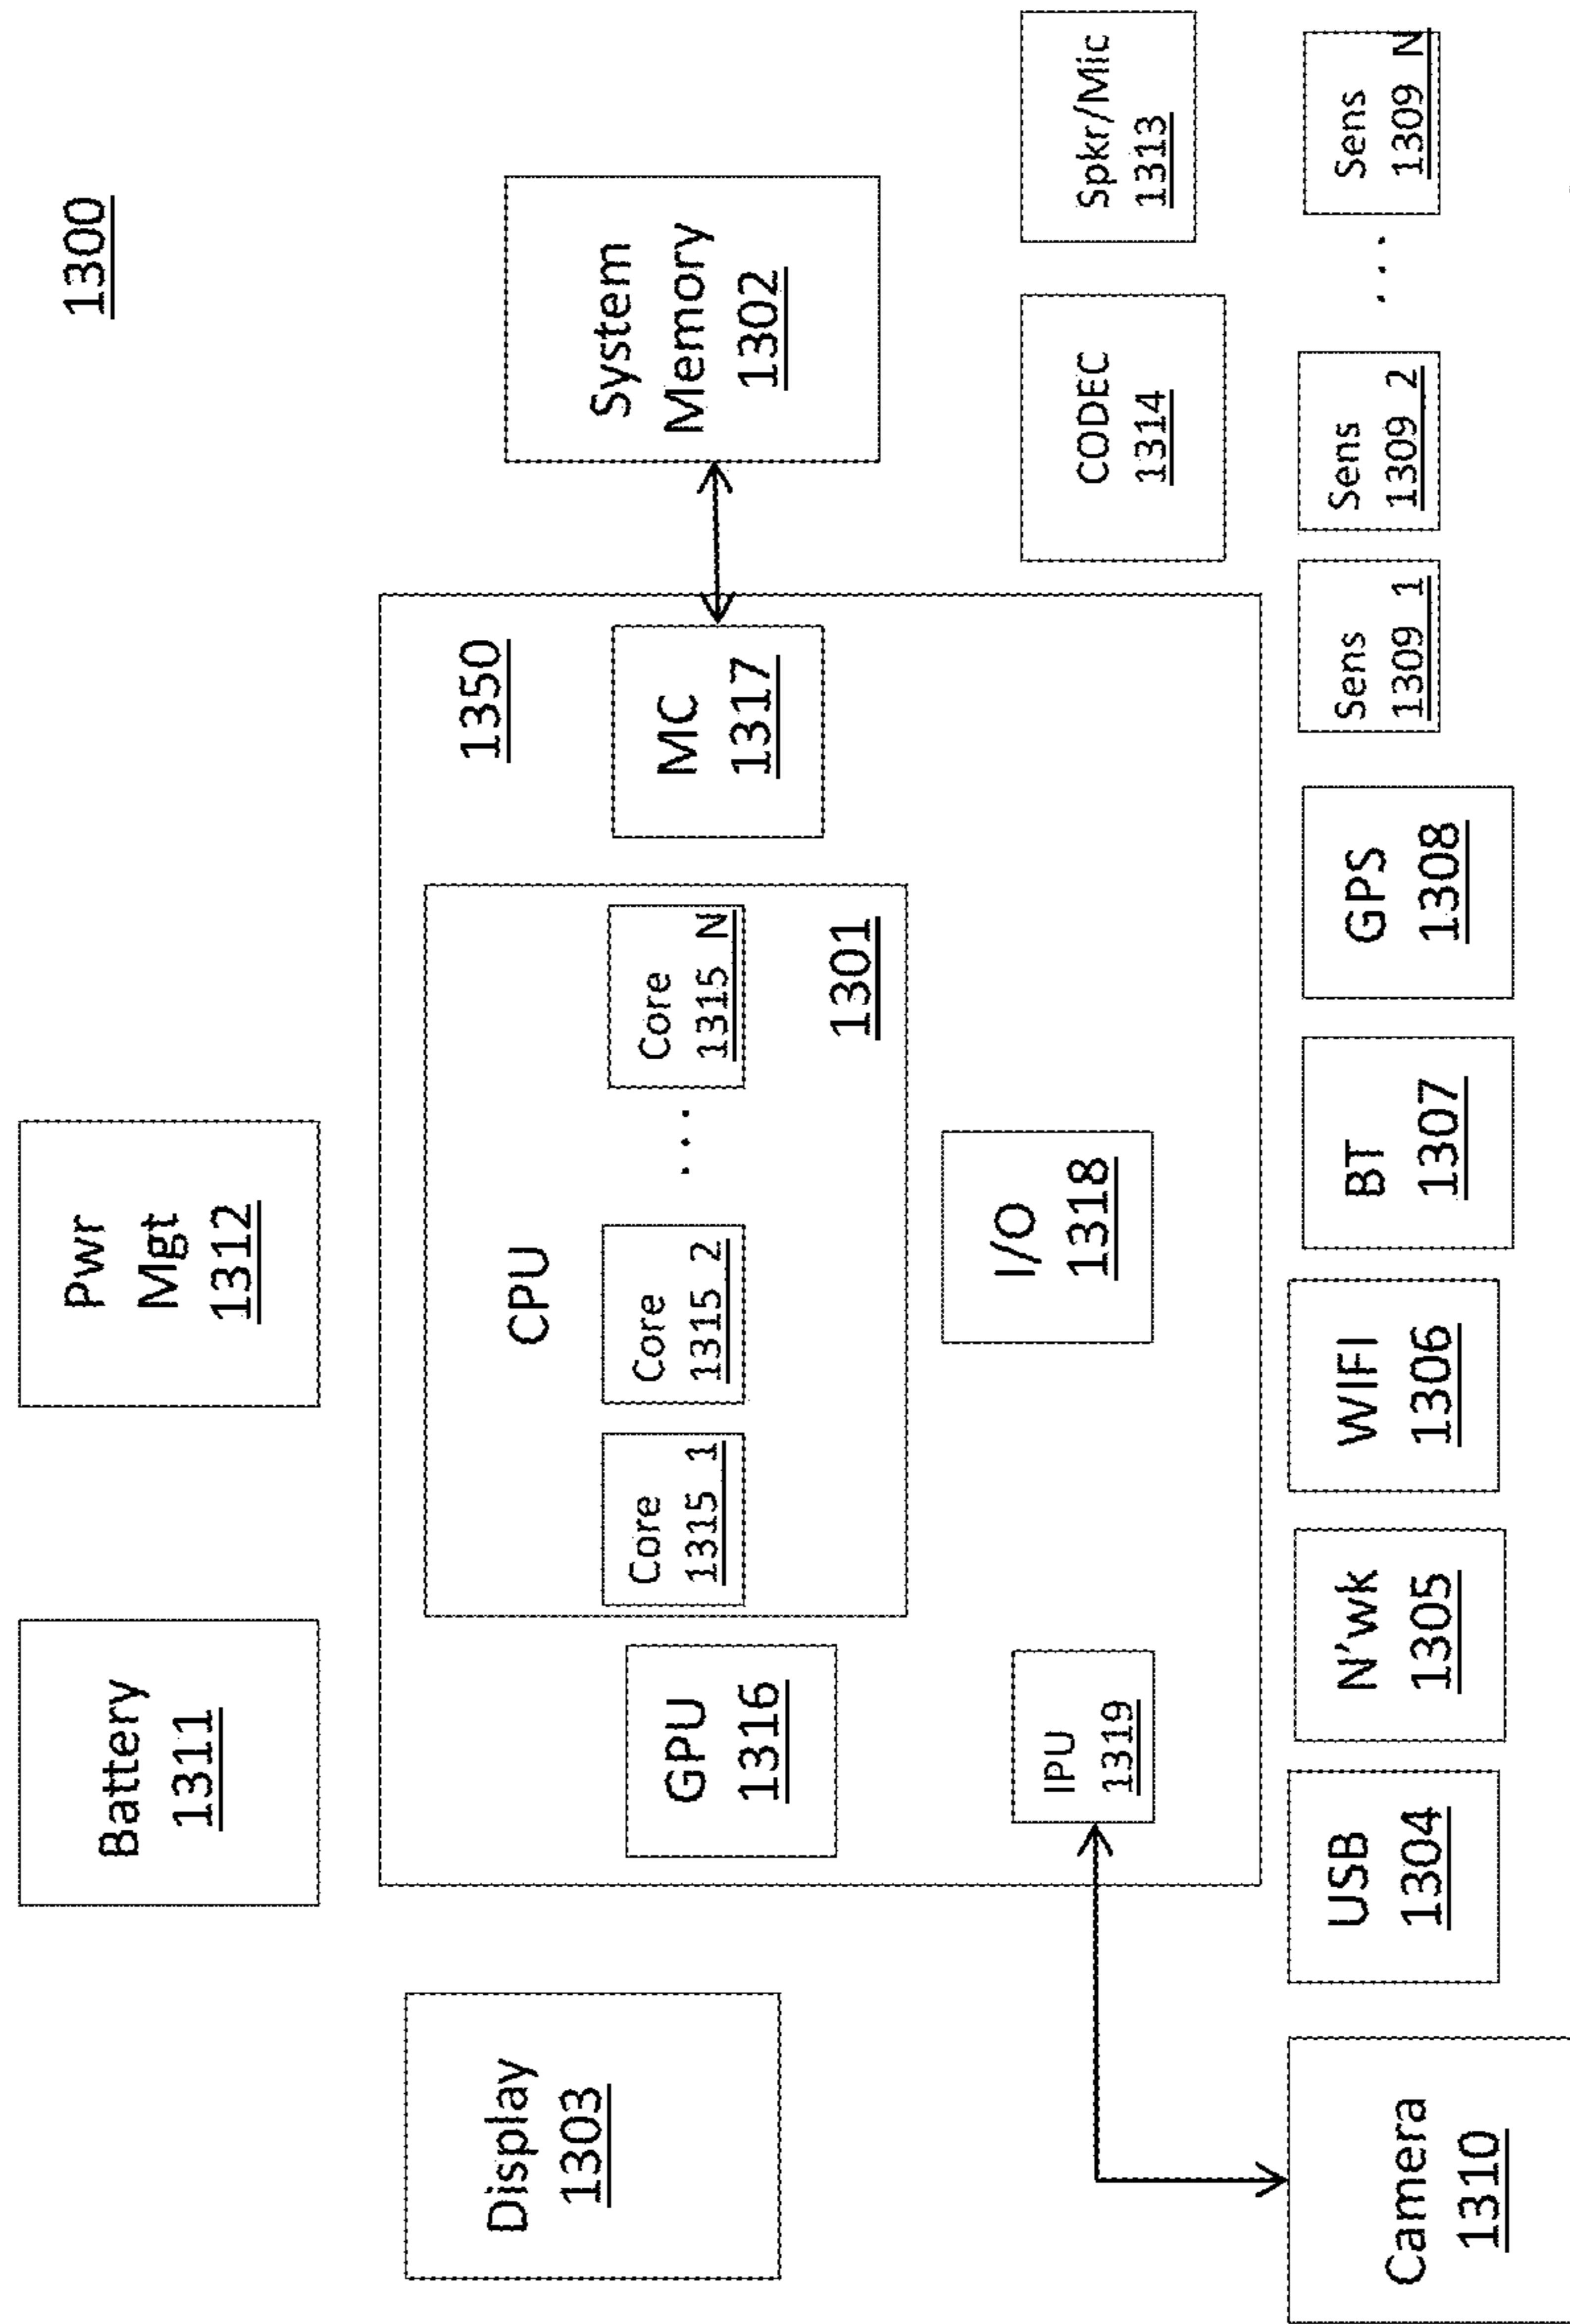 1300
Battery
1311
Pwr
Mgt
1312
Display
1303
1350
CPU
Core
1315_1
Core
1315_2
...
Core
1315_N
1301
GPU
1316
MC
1317
System
Memory
1302
I/O
1318
IPU
1319
CODEC
1314
Spkr/Mic
1313
Camera
1310
USB
1304
N'wk
1305
WIFI
1306
BT
1307
GPS
1308
Sens
1309_1
Sens
1309_2
...
Sens
1309_N